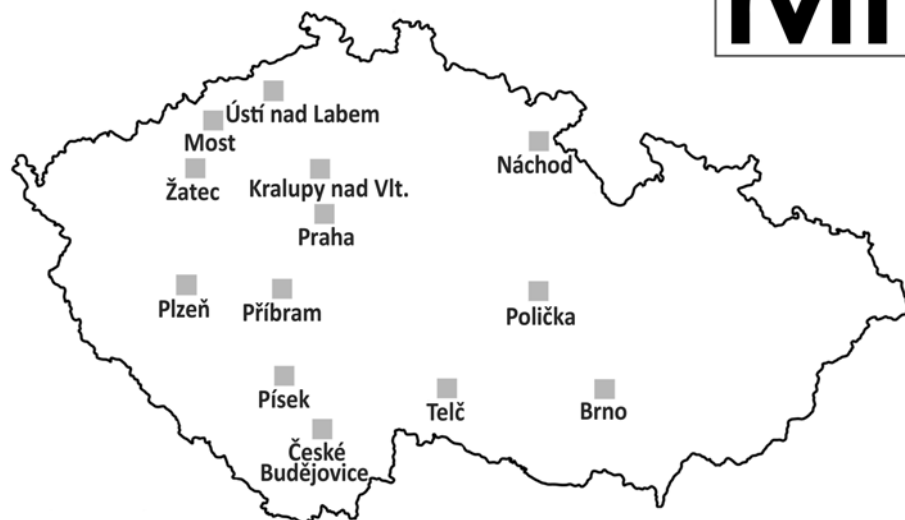 Ústí nad Labem
Most
Náchod
Žatec
Kralupy nad Vlt.
Praha
Plzeň
Příbram
Polička
Písek
Telč
Brno
České
Budějovice